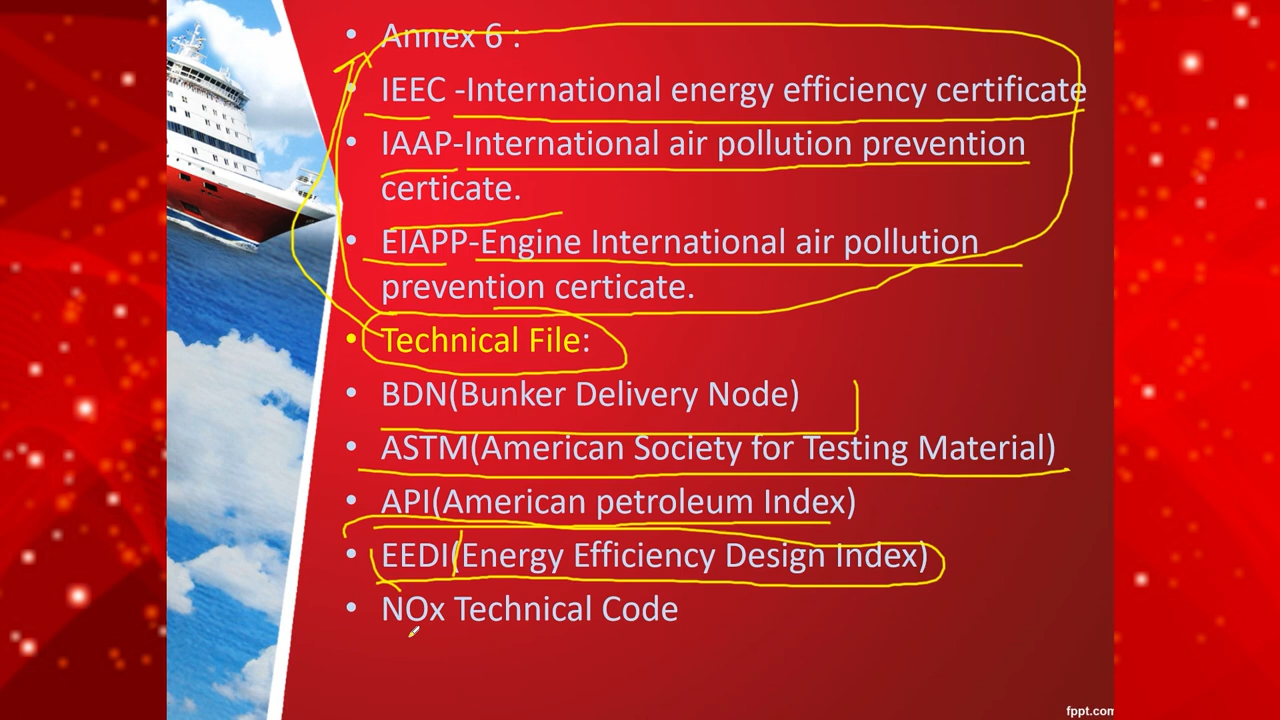 • Annex 6 :
• IEEC -International energy efficiency certificate
• IAAP-International air pollution prevention
certicate.
• EIAPP-Engine International air pollution
prevention certicate.
• Technical File:
• BDN(Bunker Delivery Node)
• ASTM(American Society for Testing Material)
• API(American petroleum Index)
• EEDI(Energy Efficiency Design Index)
• NOx Technical Code
fppt.com